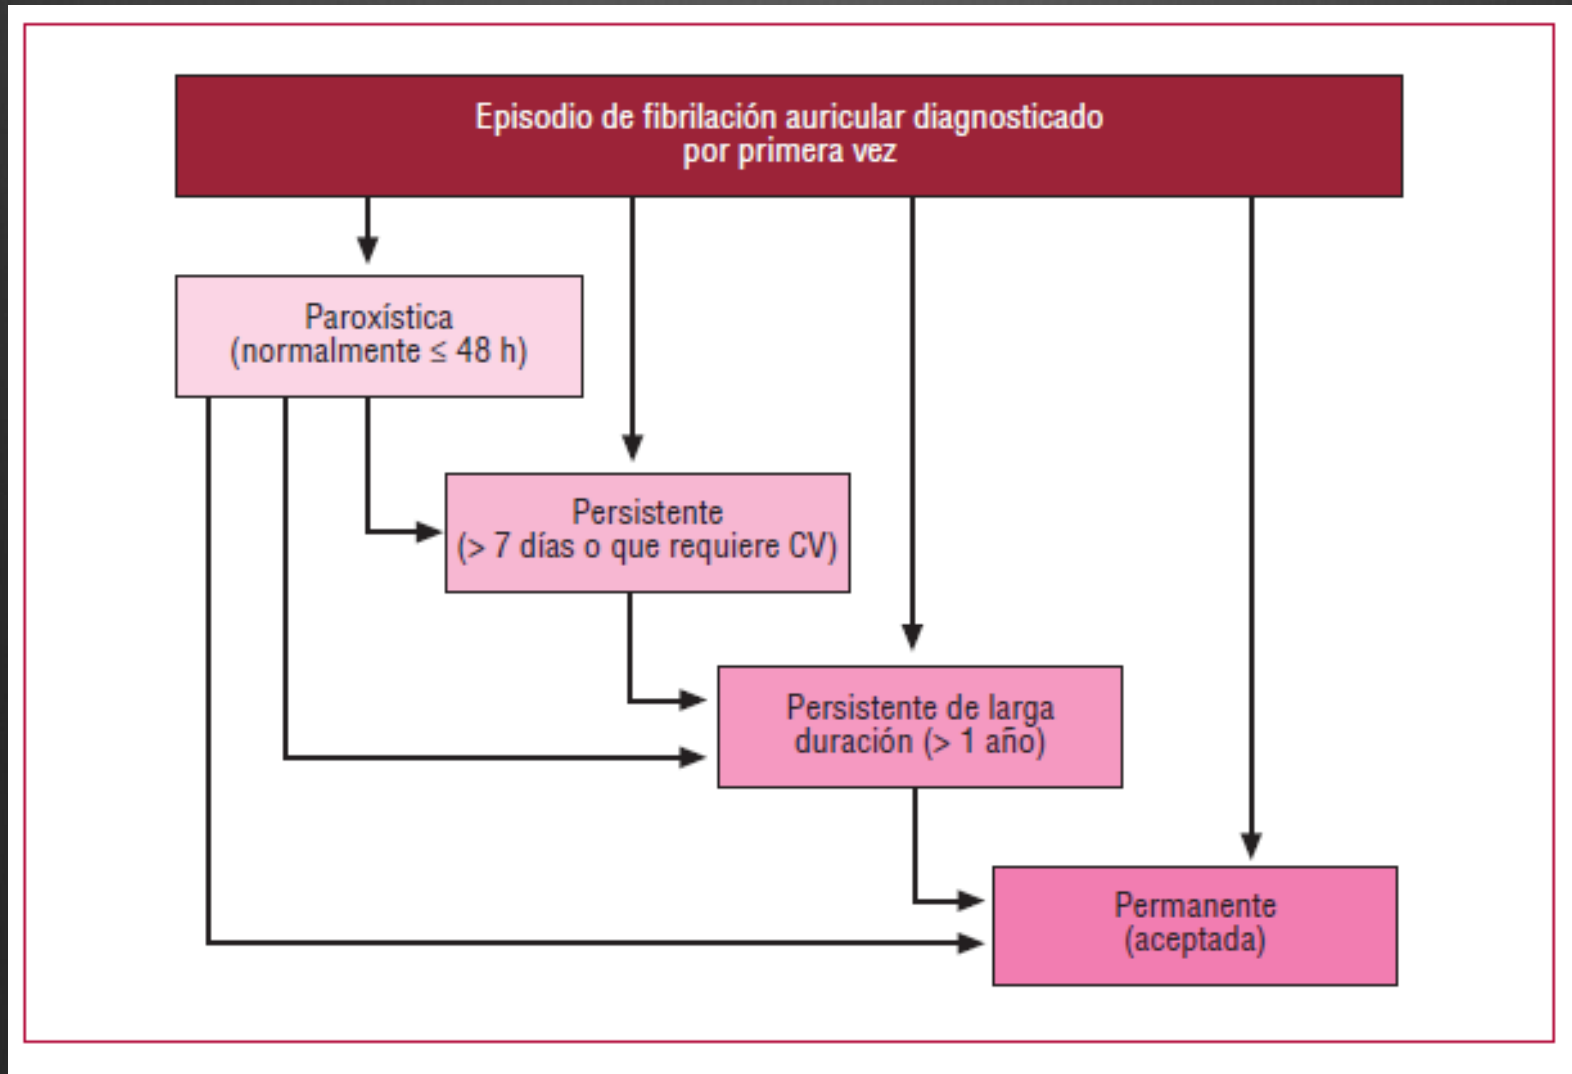 Episodio de fibrilación auricular diagnosticado
por primera vez
Paroxística
(normalmente ≤ 48 h)
Persistente
(> 7 días o que requiere CV)
Persistente de larga
duración (> 1 año)
Permanente
(aceptada)